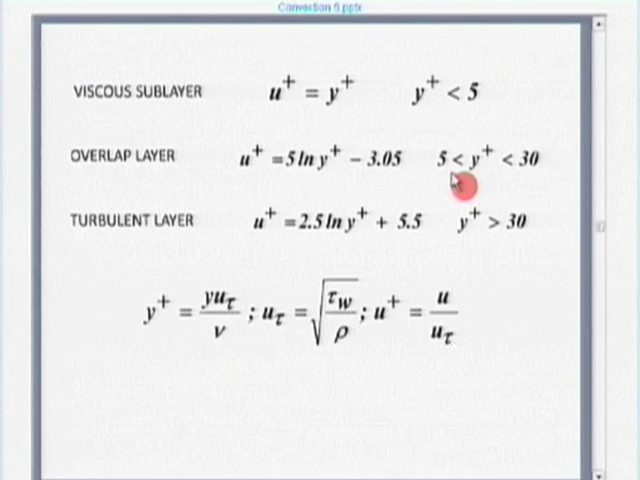 Convection 6.pptx
VISCOUS SUBLAYER u⁺ = y⁺ y⁺ < 5
OVERLAP LAYER u⁺ = 5 ln y⁺ − 3.05 5 < y⁺ < 30
TURBULENT LAYER u⁺ = 2.5 ln y⁺ + 5.5 y⁺ > 30
y⁺ = yu_τ / ν ; u_τ = √(τ_w / ρ) ; u⁺ = u / u_τ